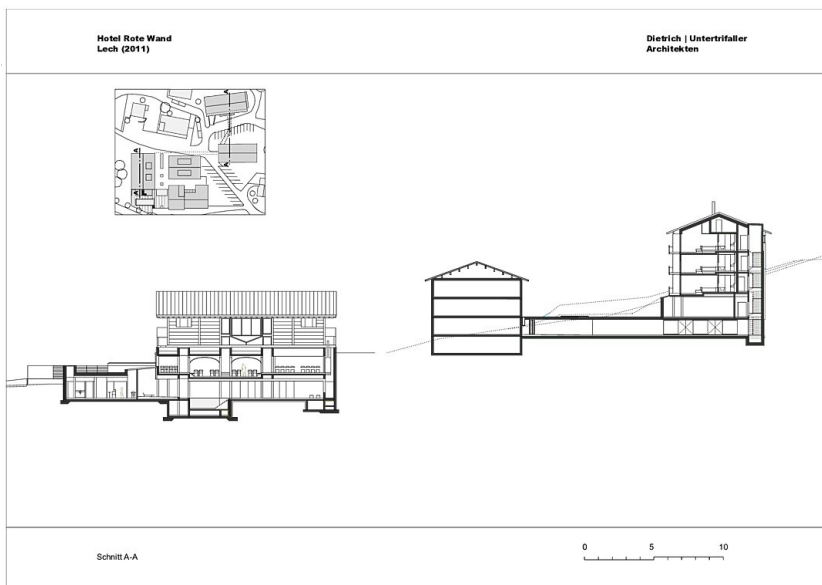 Hotel Rote Wand
Lech (2011)
Dietrich | Untertrifaller
Architekten
A
A
A
A
Schnitt A-A
0 5 10